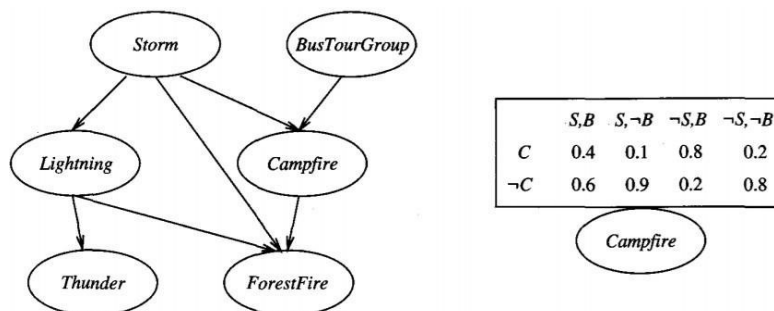 Storm
BusTourGroup
Lightning
Campfire
Thunder
ForestFire
S,B S,¬B ¬S,B ¬S,¬B
C 0.4 0.1 0.8 0.2
¬C 0.6 0.9 0.2 0.8
Campfire